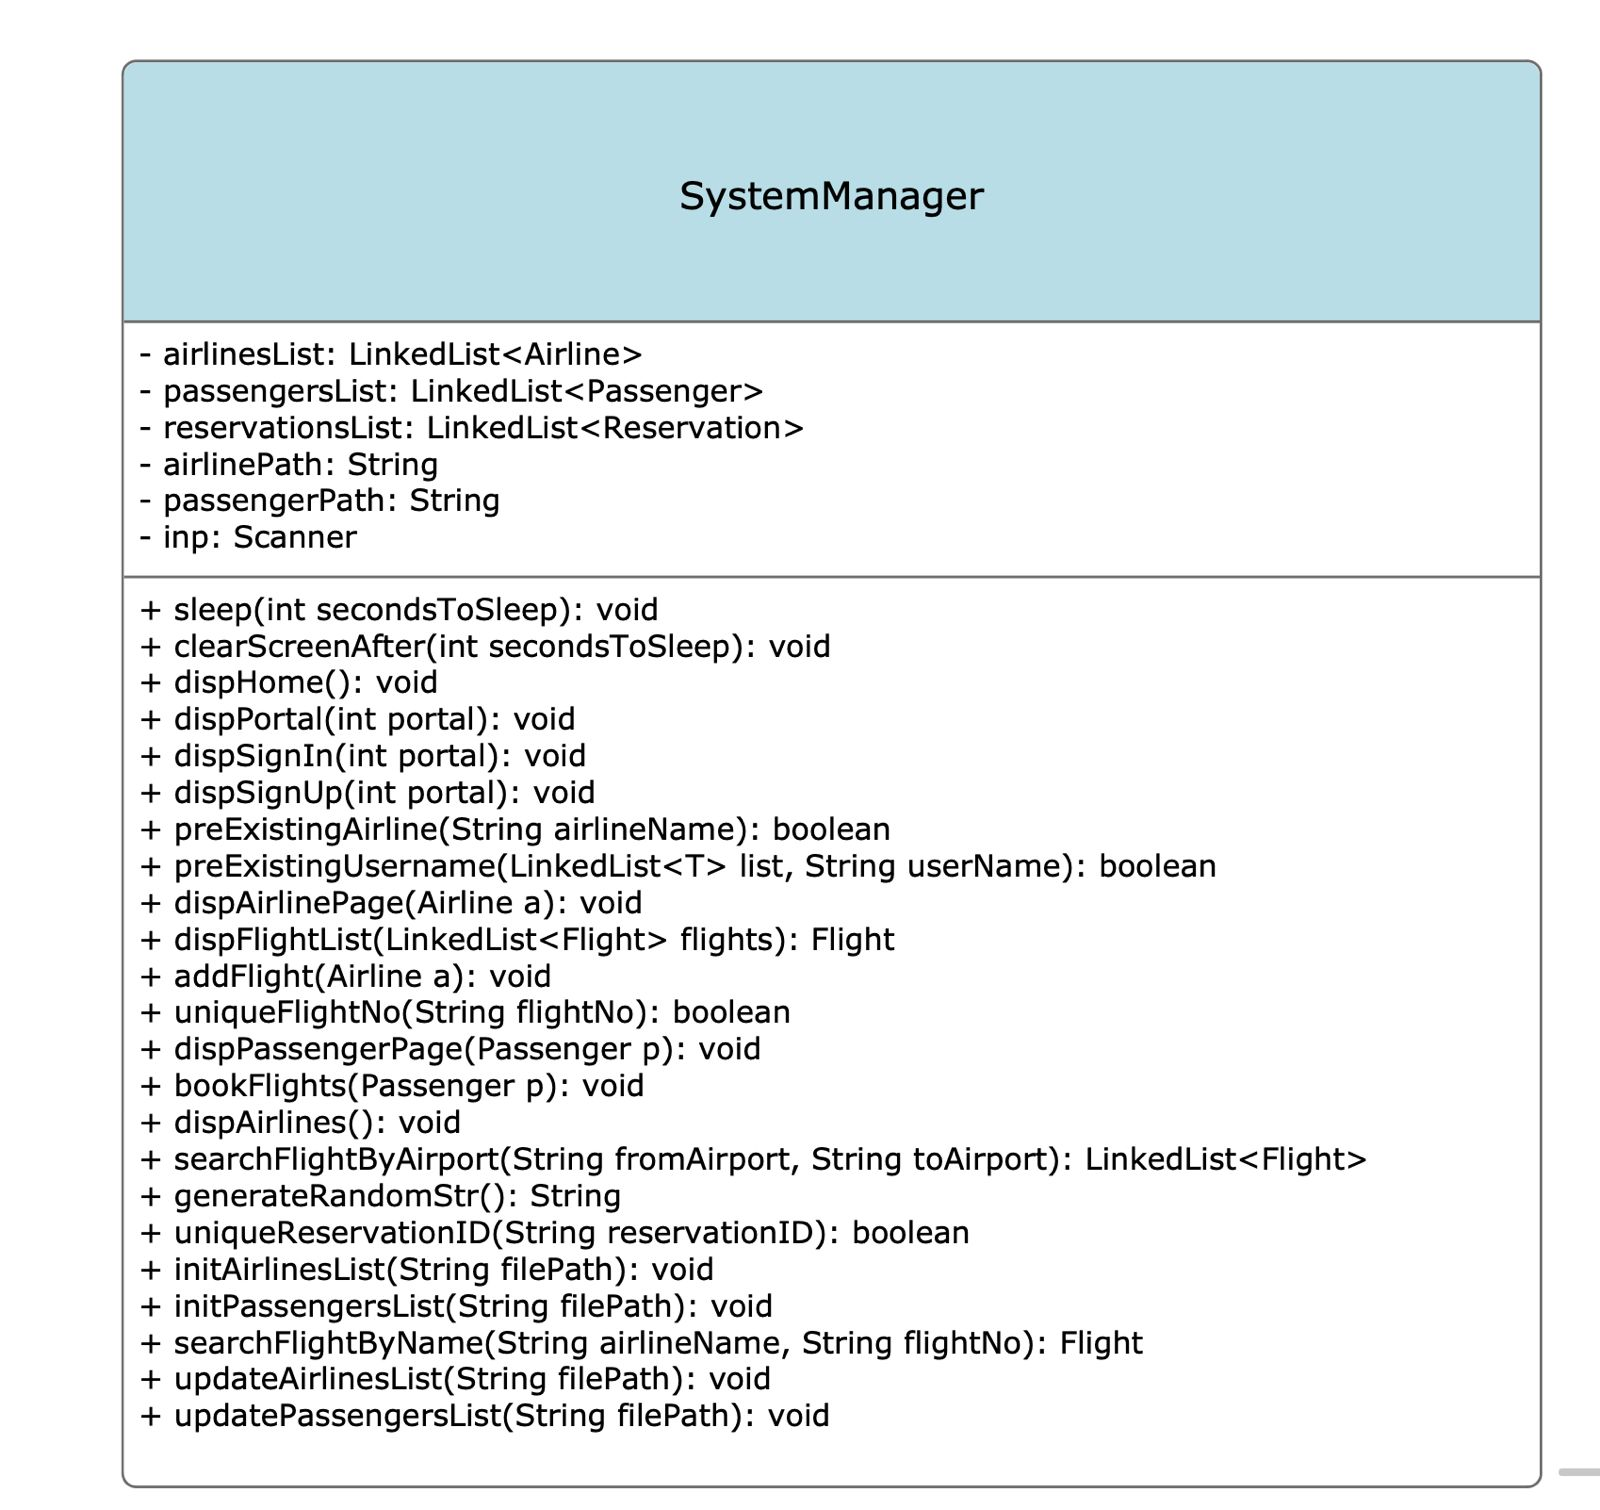 SystemManager
- airlinesList: LinkedList<Airline>
- passengersList: LinkedList<Passenger>
- reservationsList: LinkedList<Reservation>
- airlinePath: String
- passengerPath: String
- inp: Scanner
+ sleep(int secondsToSleep): void
+ clearScreenAfter(int secondsToSleep): void
+ dispHome(): void
+ dispPortal(int portal): void
+ dispSignIn(int portal): void
+ dispSignUp(int portal): void
+ preExistingAirline(String airlineName): boolean
+ preExistingUsername(LinkedList<T> list, String userName): boolean
+ dispAirlinePage(Airline a): void
+ dispFlightList(LinkedList<Flight> flights): Flight
+ addFlight(Airline a): void
+ uniqueFlightNo(String flightNo): boolean
+ dispPassengerPage(Passenger p): void
+ bookFlights(Passenger p): void
+ dispAirlines(): void
+ searchFlightByAirport(String fromAirport, String toAirport): LinkedList<Flight>
+ generateRandomStr(): String
+ uniqueReservationID(String reservationID): boolean
+ initAirlinesList(String filePath): void
+ initPassengersList(String filePath): void
+ searchFlightByName(String airlineName, String flightNo): Flight
+ updateAirlinesList(String filePath): void
+ updatePassengersList(String filePath): void